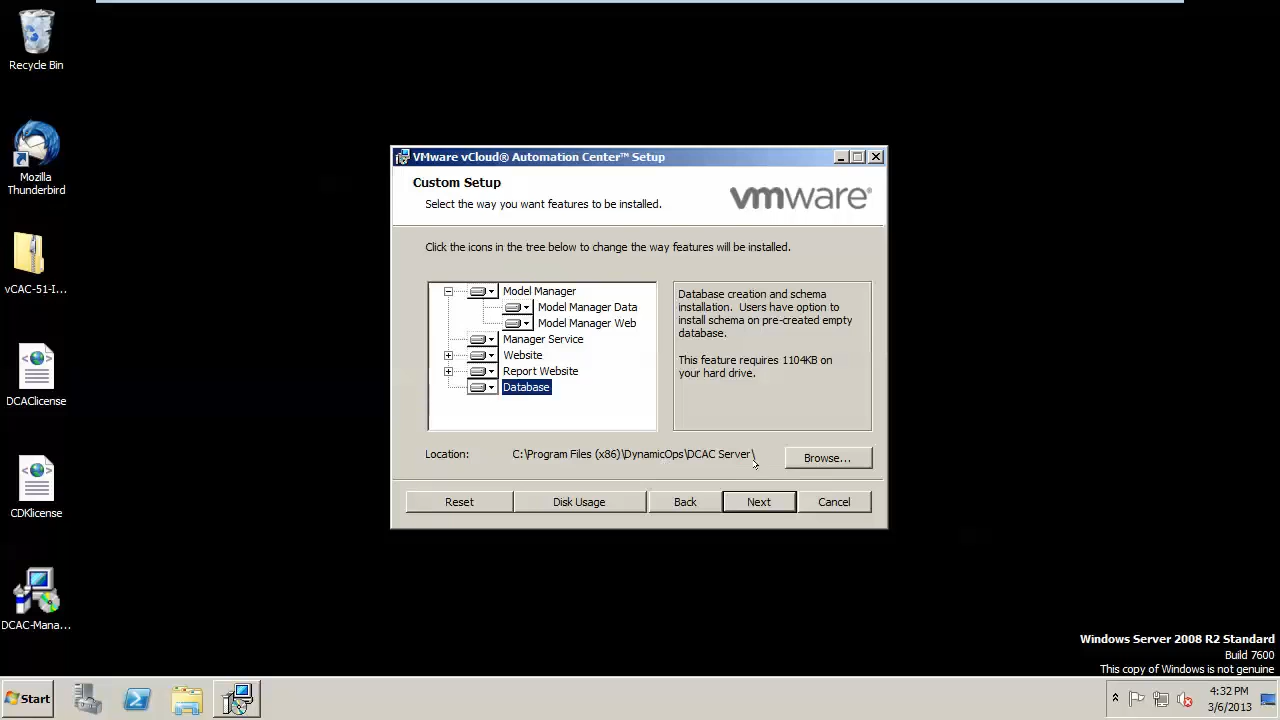 Recycle Bin
Mozilla
Thunderbird
vCAC-51-I...
DCAClicense
CDKlicense
DCAC-Mana...
VMware vCloud® Automation Center™ Setup
Custom Setup
Select the way you want features to be installed.
vmware®
Click the icons in the tree below to change the way features will be installed.
Model Manager
Model Manager Data
Model Manager Web
Manager Service
Website
Report Website
Database
Database creation and schema
installation. Users have option to
install schema on pre-created empty
database.
This feature requires 1104KB on
your hard drive.
Location:
C:\Program Files (x86)\DynamicOps\DCAC Server\
Browse...
Reset
Disk Usage
Back
Next
Cancel
Windows Server 2008 R2 Standard
Build 7600
This copy of Windows is not genuine
Start
4:32 PM
3/6/2013